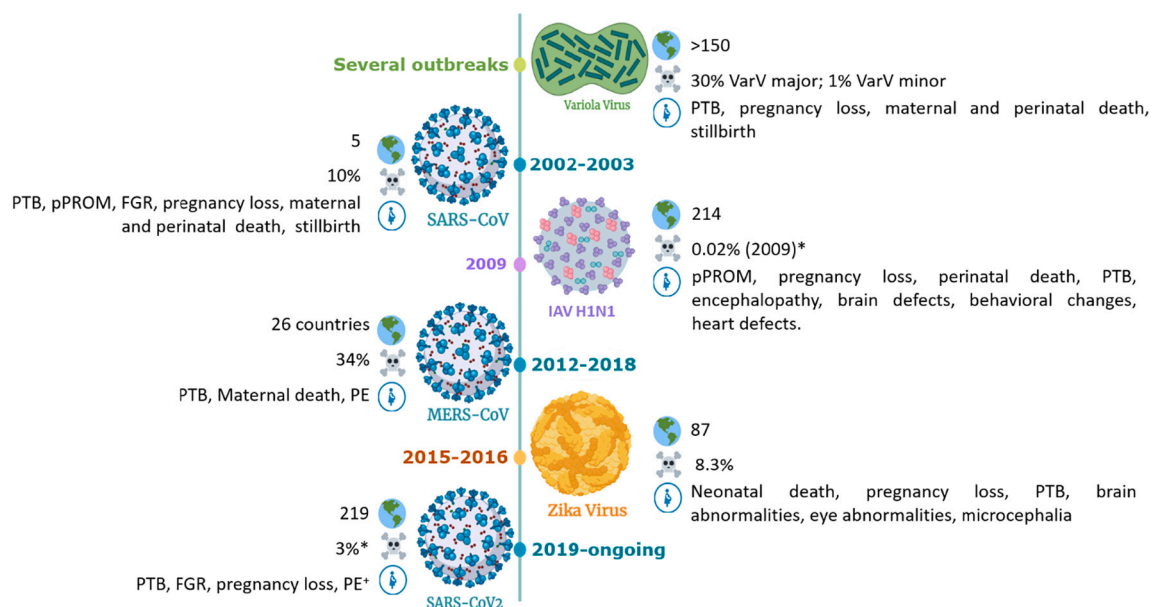 Several outbreaks
Variola Virus
>150
30% VarV major; 1% VarV minor
PTB, pregnancy loss, maternal and perinatal death,
stillbirth
5
10%
PTB, pPROM, FGR, pregnancy loss, maternal
and perinatal death, stillbirth
SARS-CoV
2002-2003
2009
IAV H1N1
214
0.02% (2009)*
pPROM, pregnancy loss, perinatal death, PTB,
encephalopathy, brain defects, behavioral changes,
heart defects.
26 countries
34%
PTB, Maternal death, PE
MERS-CoV
2012-2018
2015-2016
Zika Virus
87
8.3%
Neonatal death, pregnancy loss, PTB, brain
abnormalities, eye abnormalities, microcephalia
219
3%*
PTB, FGR, pregnancy loss, PE⁺
SARS-CoV2
2019-ongoing